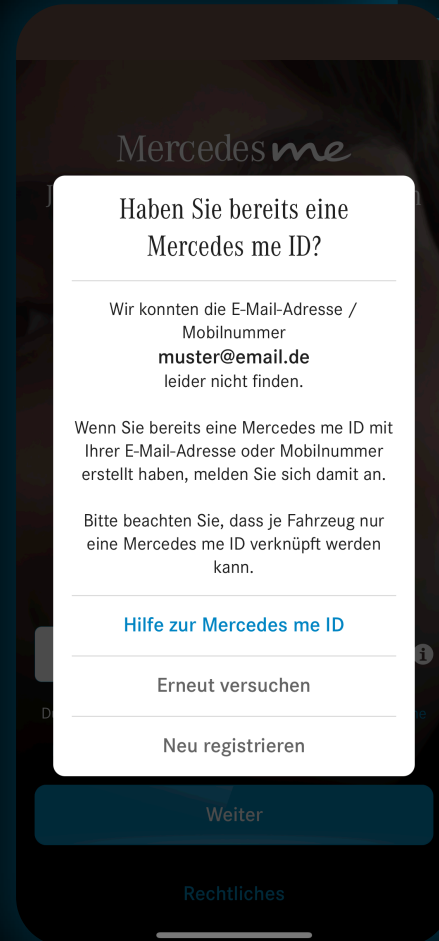 Mercedes me
Haben Sie bereits eine
Mercedes me ID?
Wir konnten die E-Mail-Adresse /
Mobilnummer
muster@email.de
leider nicht finden.
Wenn Sie bereits eine Mercedes me ID mit
Ihrer E-Mail-Adresse oder Mobilnummer
erstellt haben, melden Sie sich damit an.
Bitte beachten Sie, dass je Fahrzeug nur
eine Mercedes me ID verknüpft werden
kann.
Hilfe zur Mercedes me ID
Erneut versuchen
Neu registrieren
Weiter
Rechtliches